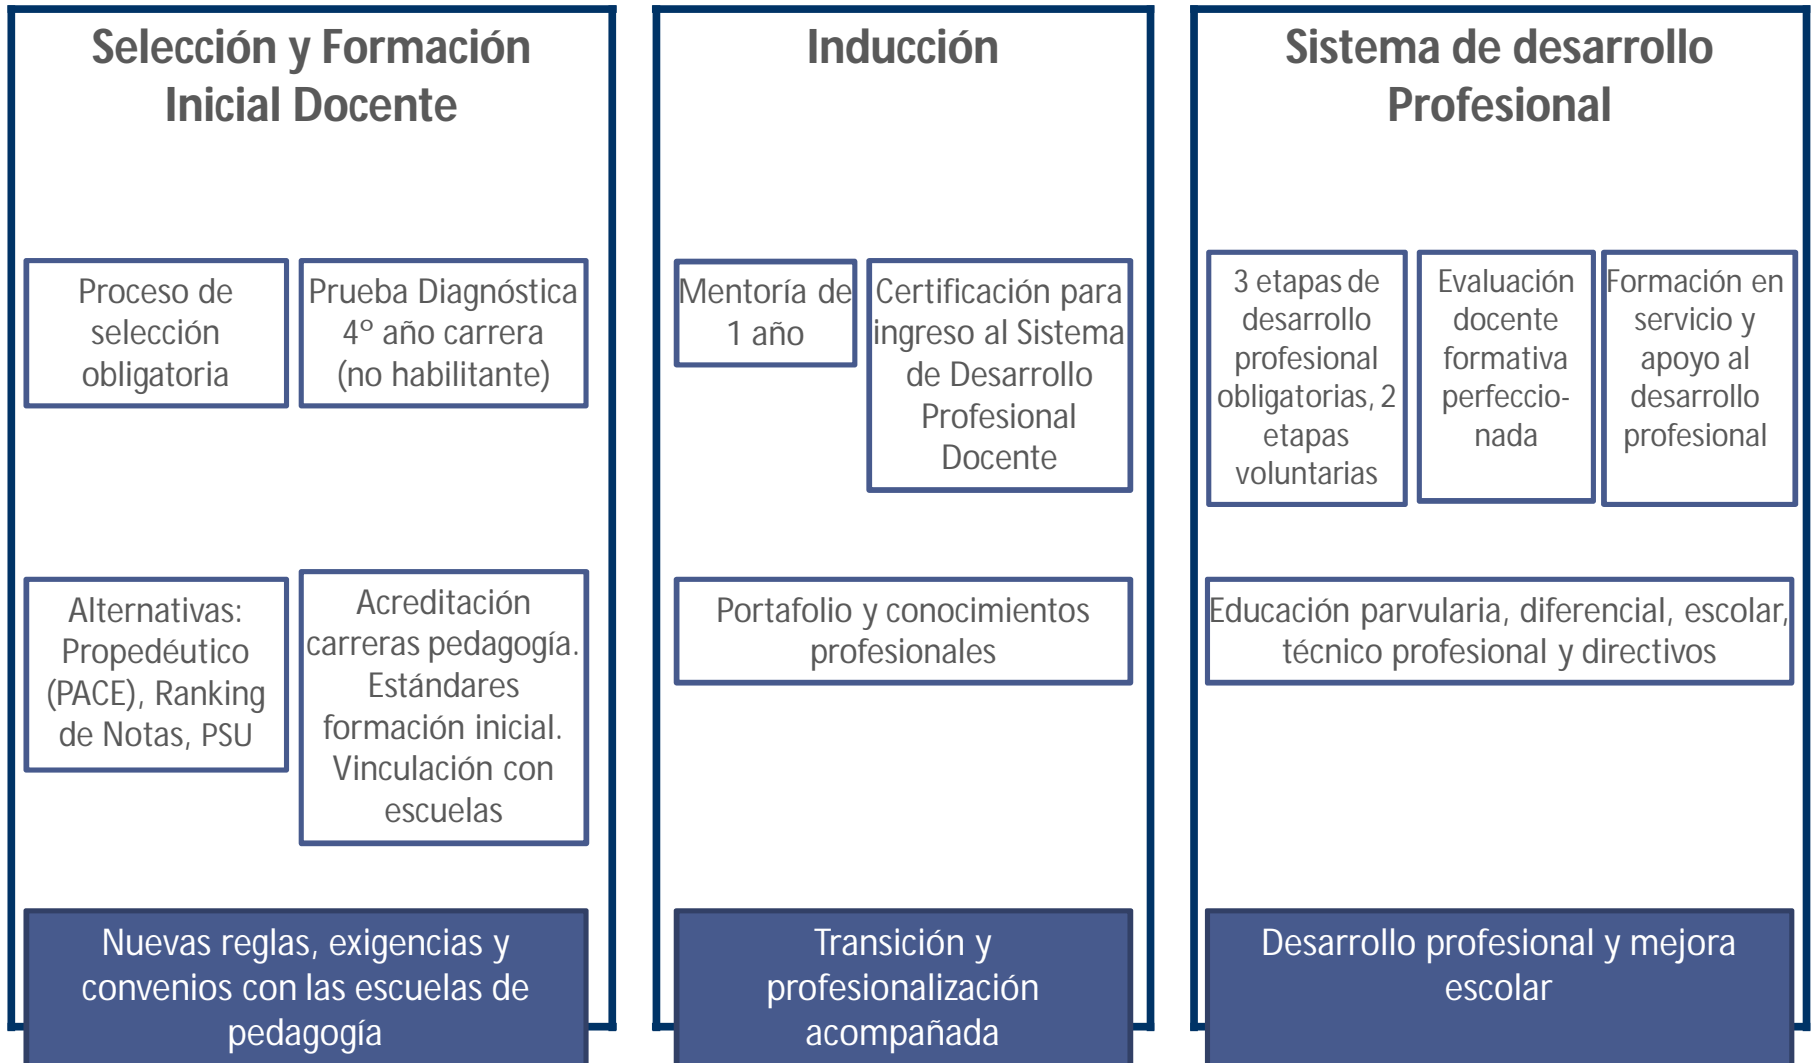 Selección y Formación
Inicial Docente
Proceso de
selección
obligatoria
Prueba Diagnóstica
4º año carrera
(no habilitante)
Alternativas:
Propedéutico
(PACE), Ranking
de Notas, PSU
Acreditación
carreras pedagogía.
Estándares
formación inicial.
Vinculación con
escuelas
Nuevas reglas, exigencias y
convenios con las escuelas de
pedagogía
Inducción
Mentoría de
1 año
Certificación para
ingreso al Sistema
de Desarrollo
Profesional
Docente
Portafolio y conocimientos
profesionales
Transición y
profesionalización
acompañada
Sistema de desarrollo
Profesional
3 etapas de
desarrollo
profesional
obligatorias, 2
etapas
voluntarias
Evaluación
docente
formativa
perfeccio-
nada
Formación en
servicio y
apoyo al
desarrollo
profesional
Educación parvularia, diferencial, escolar,
técnico profesional y directivos
Desarrollo profesional y mejora
escolar